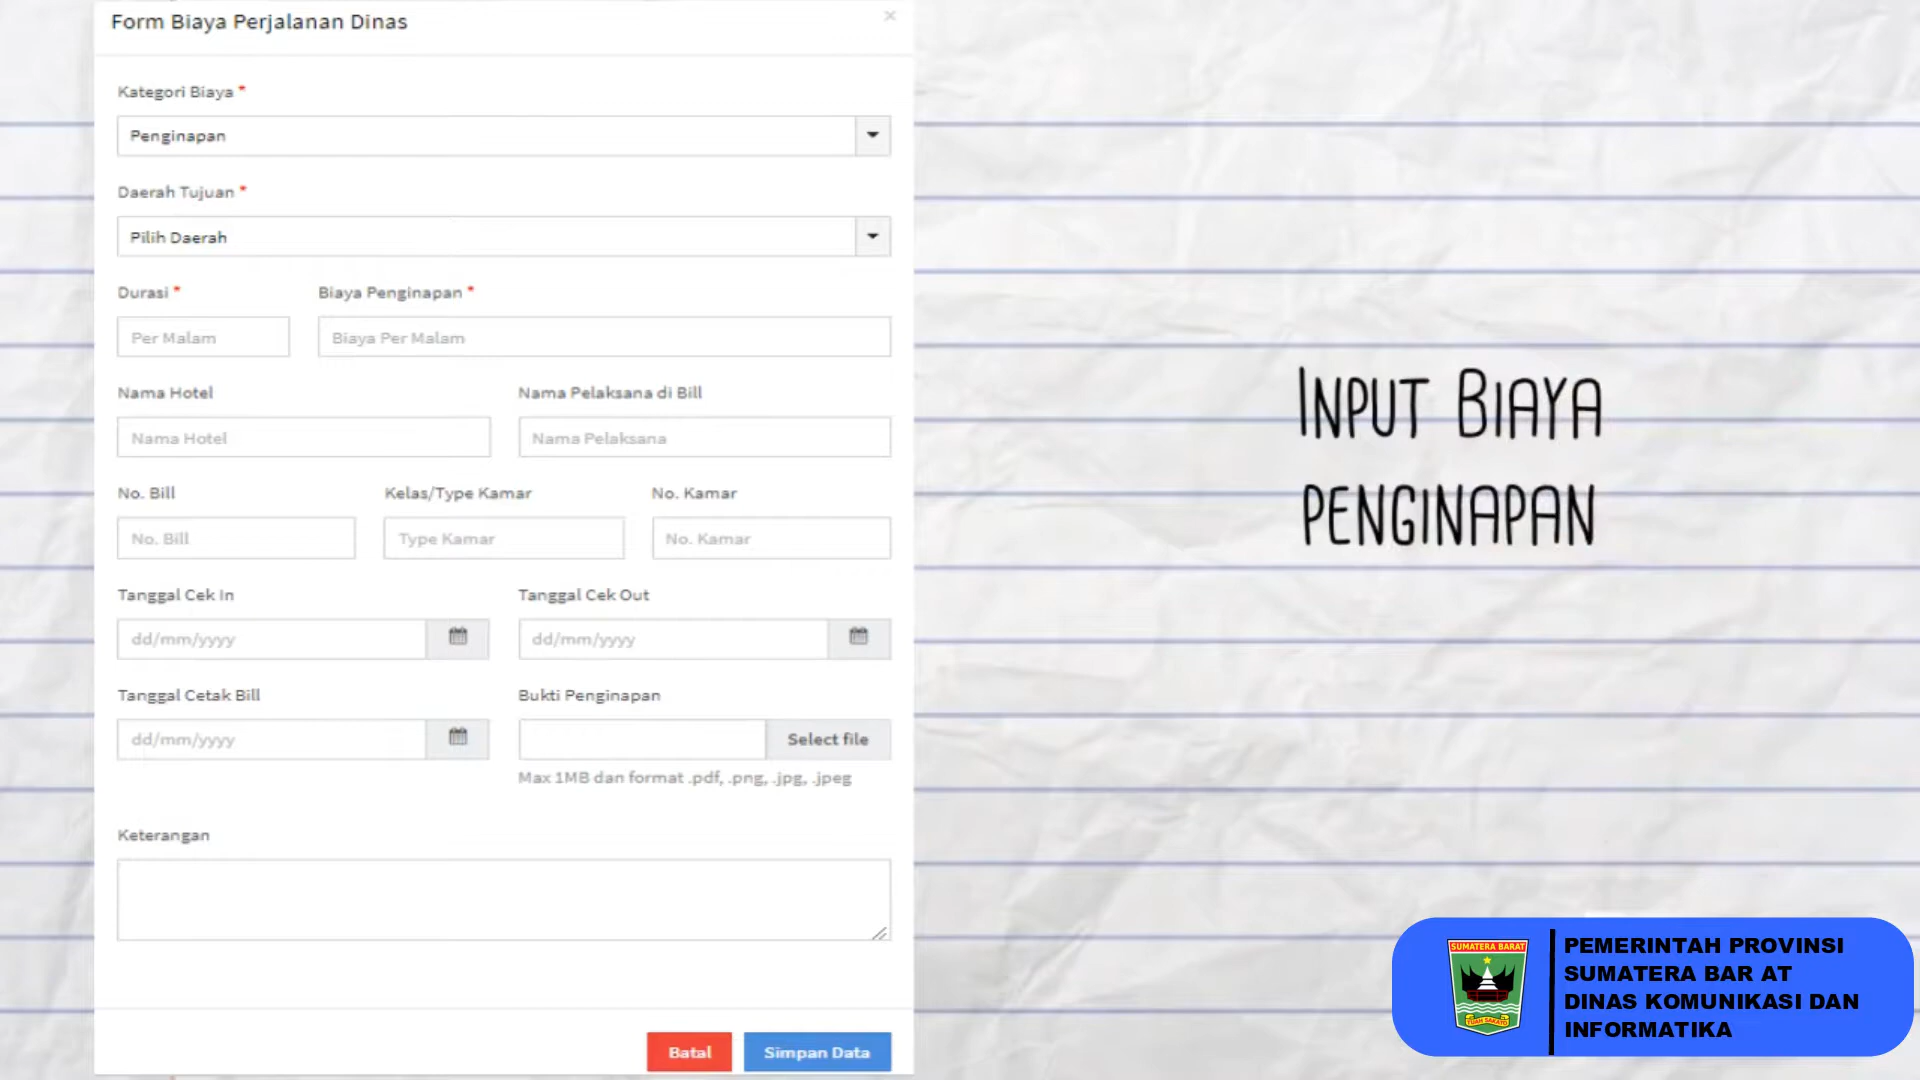 Form Biaya Perjalanan Dinas
×
Kategori Biaya *
Penginapan
Daerah Tujuan *
Pilih Daerah
Durasi * Biaya Penginapan *
Per Malam Biaya Per Malam
Nama Hotel Nama Pelaksana di Bill
Nama Hotel Nama Pelaksana
No. Bill Kelas/Type Kamar No. Kamar
No. Bill Type Kamar No. Kamar
Tanggal Cek In Tanggal Cek Out
dd/mm/yyyy dd/mm/yyyy
Tanggal Cetak Bill Bukti Penginapan
dd/mm/yyyy Select file
Max 1MB dan format .pdf, .png, .jpg, .jpeg
Keterangan
Batal Simpan Data
INPUT BIAYA
PENGINAPAN
SUMATERA BARAT
TUAH SAKATO
PEMERINTAH PROVINSI
SUMATERA BAR AT
DINAS KOMUNIKASI DAN
INFORMATIKA